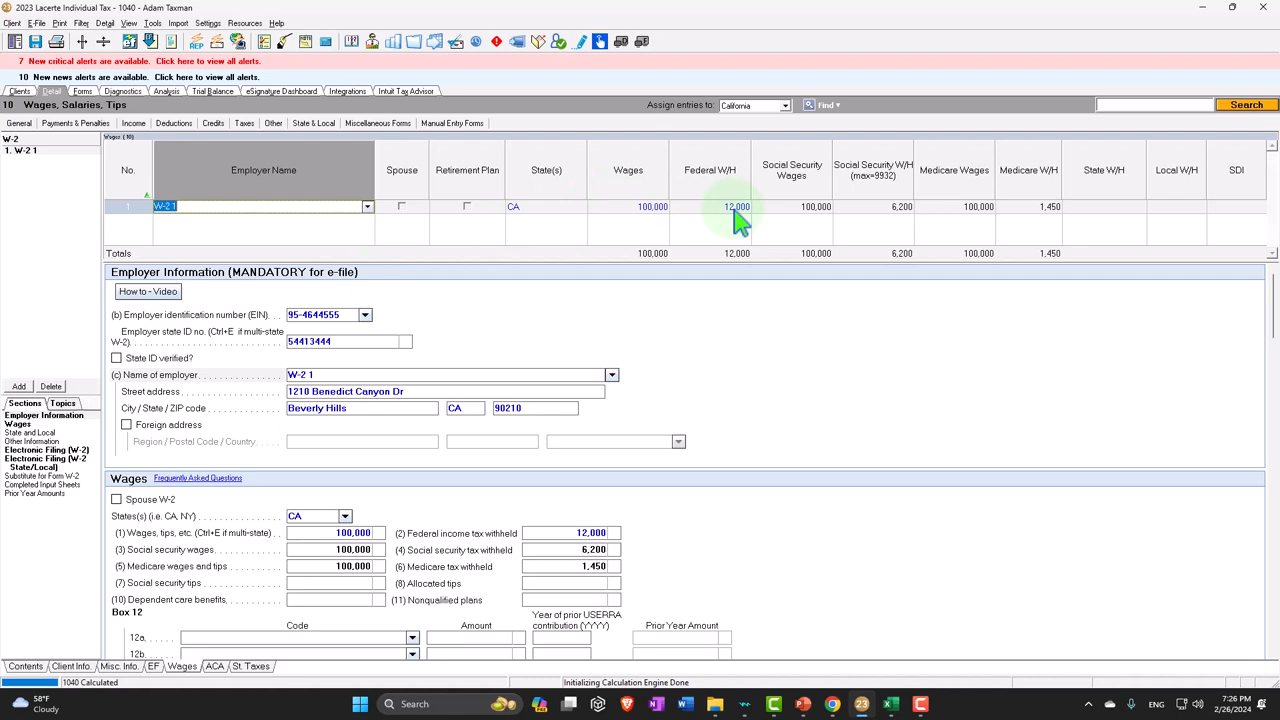 23 2023 Lacerte Individual Tax - 1040 - Adam Taxman
Client E-File Print Filter Detail View Tools Import Settings Resources Help
7 New critical alerts are available. Click here to view all alerts.
10 New news alerts are available. Click here to view all alerts.
Clients Detail Forms Diagnostics Analysis Trial Balance eSignature Dashboard Integrations Intuit Tax Advisor
10 Wages, Salaries, Tips Assign entries to: California Find Search
General Payments & Penalties Income Deductions Credits Taxes Other State & Local Miscellaneous Forms Manual Entry Forms
W-2 Wages (10)
1. W-2 1
No. Employer Name Spouse Retirement Plan State(s) Wages Federal W/H Social Security Wages Social Security W/H (max=9932) Medicare Wages Medicare W/H State W/H Local W/H SDI
1 W-2 1 CA 100,000 12,000 100,000 6,200 100,000 1,450
Totals 100,000 12,000 100,000 6,200 100,000 1,450
Employer Information (MANDATORY for e-file)
How to - Video
(b) Employer identification number (EIN). . . 95-4644555
Employer state ID no. (Ctrl+E if multi-state
W-2). . . 54413444
State ID verified?
(c) Name of employer W-2 1
Street address 1210 Benedict Canyon Dr
City / State / ZIP code Beverly Hills CA 90210
Foreign address
Region / Postal Code / Country
Add Delete
Sections Topics
Employer Information
Wages
State and Local
Other Information
Electronic Filing (W-2)
Electronic Filing (W-2
State/Local)
Substitute for Form W-2
Completed Input Sheets
Prior Year Amounts
Wages Frequently Asked Questions
Spouse W-2
States(s) (i.e. CA, NY) CA
(1) Wages, tips, etc. (Ctrl+E if multi-state) 100,000 (2) Federal income tax withheld 12,000
(3) Social security wages 100,000 (4) Social security tax withheld 6,200
(5) Medicare wages and tips 100,000 (6) Medicare tax withheld 1,450
(7) Social security tips (8) Allocated tips
(10) Dependent care benefits (11) Nonqualified plans
Box 12
Code Amount Year of prior USERRA contribution (YYYY) Prior Year Amount
12a
12b
Contents Client Info. Misc. Info. EF Wages ACA St. Taxes
1040 Calculated Initializing Calculation Engine Done
58°F
Cloudy
Search
ENG
7:26 PM
2/26/2024